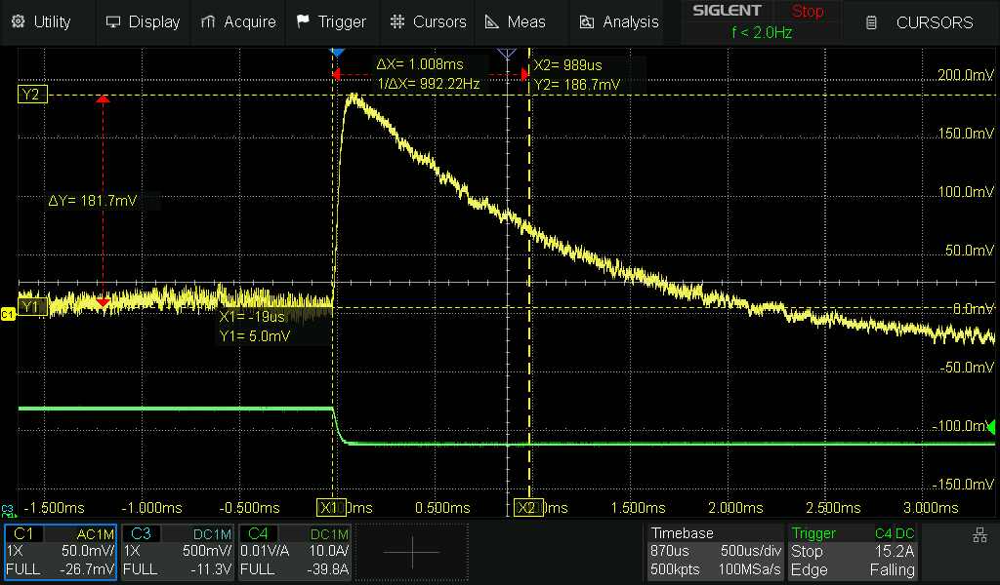 Utility Display Acquire Trigger Cursors Meas Analysis SIGLENT Stop CURSORS
f < 2.0Hz
ΔX= 1.008ms X2= 989us
1/ΔX= 992.22Hz Y2= 186.7mV
200.0mV
Y2
150.0mV
ΔY= 181.7mV
100.0mV
50.0mV
Y1 0.0mV
C1
X1= -19us
Y1= 5.0mV
-50.0mV
-100.0mV
-150.0mV
C3 -1.500ms -1.000ms -0.500ms X1 ms 0.500ms X2 ms 1.500ms 2.000ms 2.500ms 3.000ms
C1 AC1M C3 DC1M C4 DC1M Timebase Trigger C4 DC
1X 50.0mV/ 1X 500mV/ 0.01V/A 10.0A/ 870us 500us/div Stop 15.2A
FULL -26.7mV FULL -11.3V FULL -39.8A 500kpts 100MSa/s Edge Falling